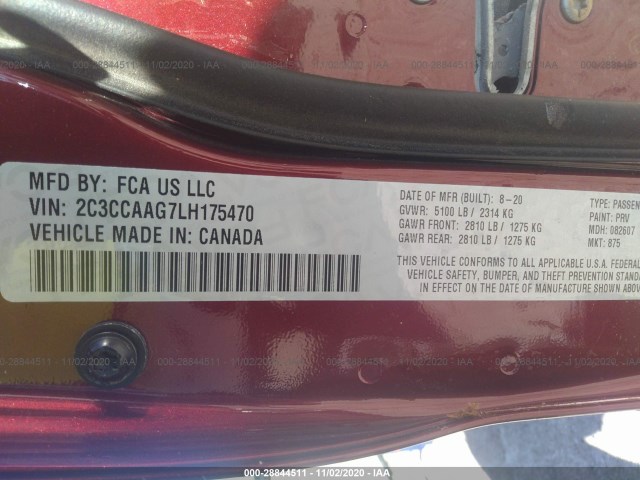 MFD BY: FCA US LLC
VIN: 2C3CCAAG7LH175470
VEHICLE MADE IN: CANADA
DATE OF MFR (BUILT): 8-20
GVWR: 5100 LB / 2314 KG
GAWR FRONT: 2810 LB / 1275 KG
GAWR REAR: 2810 LB / 1275 KG
THIS VEHICLE CONFORMS TO ALL APPLICABLE U.S.A. FEDERAL
VEHICLE SAFETY, BUMPER, AND THEFT PREVENTION STANDA
IN EFFECT ON THE DATE OF MANUFACTURE SHOWN ABOV
TYPE: PASSEN
PAINT: PRV
MDH: 082607
MKT: 875
000-28844511 - 11/02/2020 - IAA